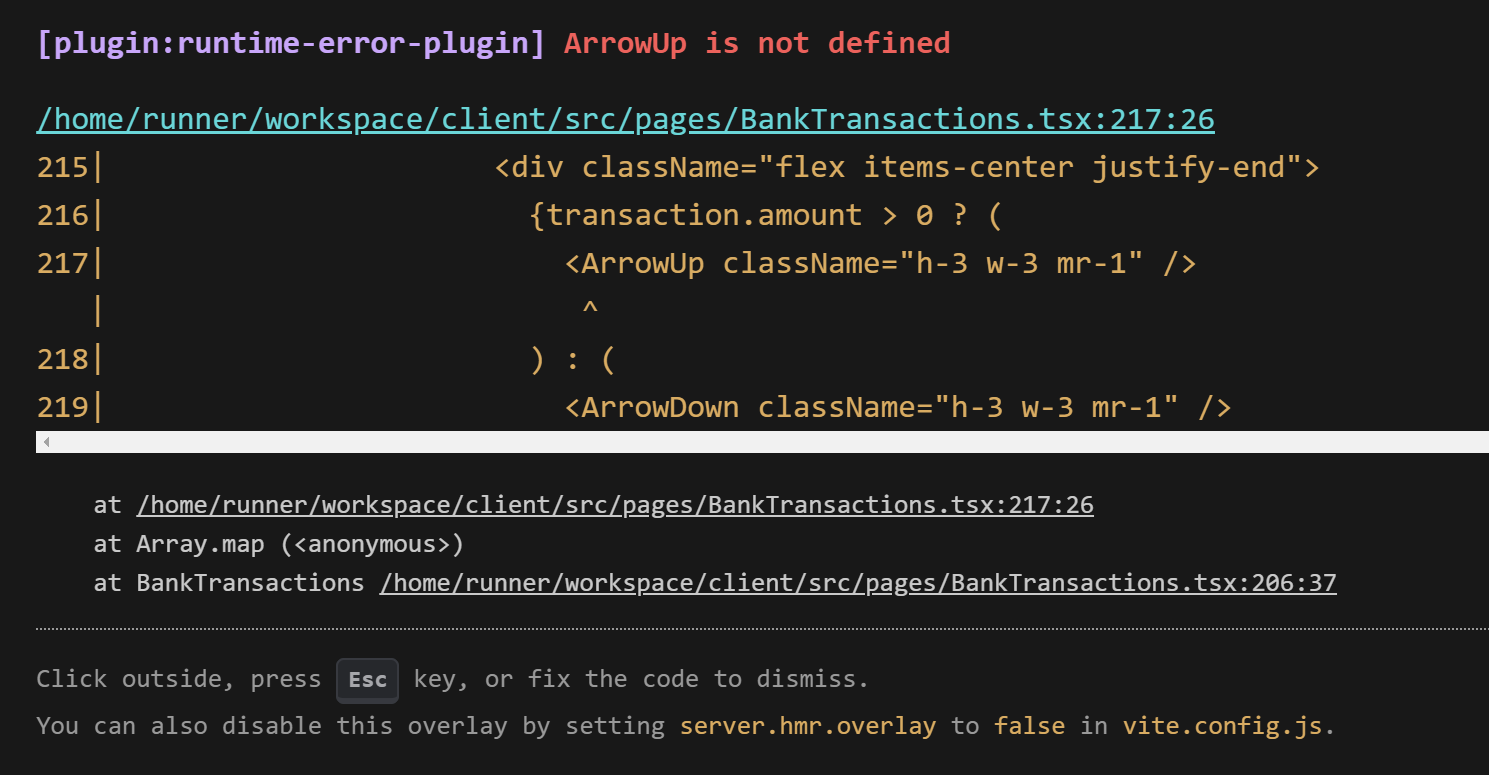 [plugin:runtime-error-plugin] ArrowUp is not defined
/home/runner/workspace/client/src/pages/BankTransactions.tsx:217:26
215|                      <div className="flex items-center justify-end">
216|                        {transaction.amount > 0 ? (
217|                          <ArrowUp className="h-3 w-3 mr-1" />
   |                           ^
218|                        ) : (
219|                          <ArrowDown className="h-3 w-3 mr-1" />
at /home/runner/workspace/client/src/pages/BankTransactions.tsx:217:26
at Array.map (<anonymous>)
at BankTransactions /home/runner/workspace/client/src/pages/BankTransactions.tsx:206:37
Click outside, press Esc key, or fix the code to dismiss.
You can also disable this overlay by setting server.hmr.overlay to false in vite.config.js.